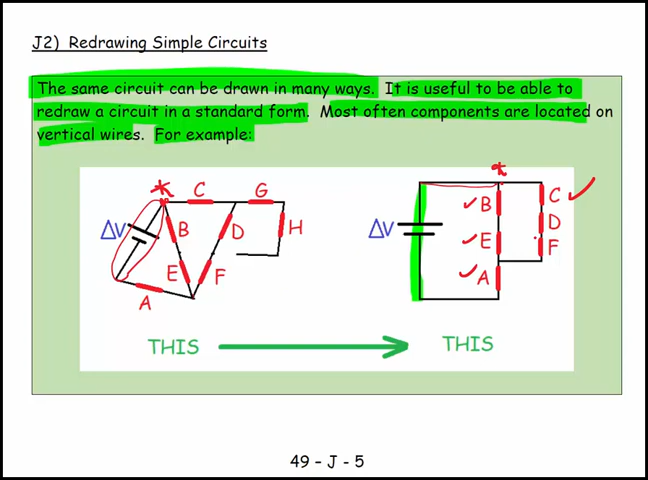 J2) Redrawing Simple Circuits
The same circuit can be drawn in many ways. It is useful to be able to
redraw a circuit in a standard form. Most often components are located on
vertical wires. For example:
C G
ΔV B D H
E F
A
ΔV B C
D
E F
A
THIS THIS
49 - J - 5